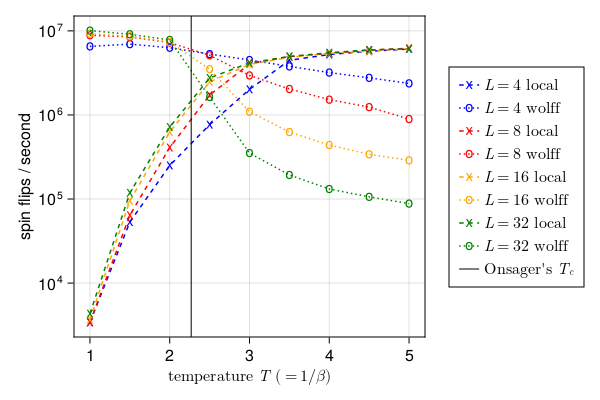 10⁷
10⁶
10⁵
10⁴
spin flips / second
1 2 3 4 5
temperature T (= 1/β)
L = 4 local
L = 4 wolff
L = 8 local
L = 8 wolff
L = 16 local
L = 16 wolff
L = 32 local
L = 32 wolff
Onsager's T_c